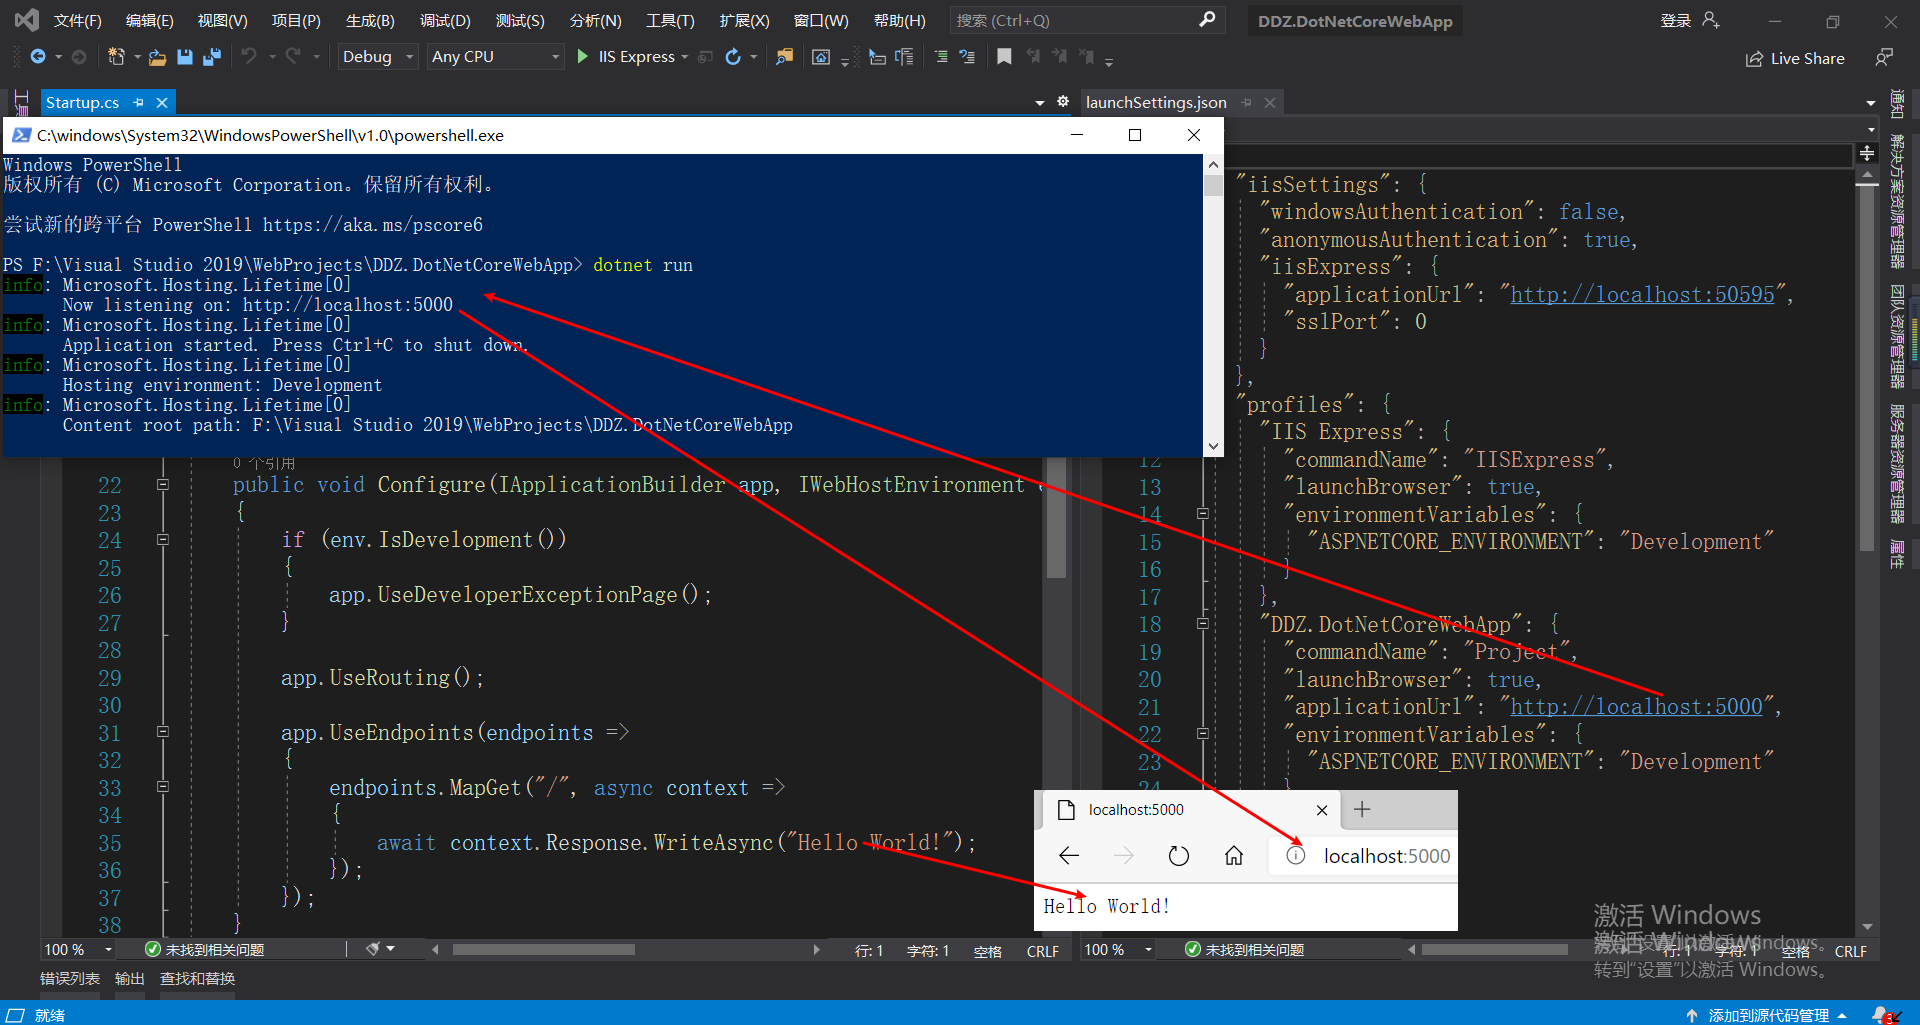 文件(F) 编辑(E) 视图(V) 项目(P) 生成(B) 调试(D) 测试(S) 分析(N) 工具(T) 扩展(X) 窗口(W) 帮助(H) 搜索 (Ctrl+Q) DDZ.DotNetCoreWebApp 登录
Debug Any CPU IIS Express Live Share
Startup.cs
launchSettings.json
C:\windows\System32\WindowsPowerShell\v1.0\powershell.exe
Windows PowerShell
版权所有 (C) Microsoft Corporation。保留所有权利。
尝试新的跨平台 PowerShell https://aka.ms/pscore6
PS F:\Visual Studio 2019\WebProjects\DDZ.DotNetCoreWebApp> dotnet run
info: Microsoft.Hosting.Lifetime[0]
Now listening on: http://localhost:5000
info: Microsoft.Hosting.Lifetime[0]
Application started. Press Ctrl+C to shut down.
info: Microsoft.Hosting.Lifetime[0]
Hosting environment: Development
info: Microsoft.Hosting.Lifetime[0]
Content root path: F:\Visual Studio 2019\WebProjects\DDZ.DotNetCoreWebApp
0 个引用
22 public void Configure(IApplicationBuilder app, IWebHostEnvironment
23 {
24 if (env.IsDevelopment())
25 {
26 app.UseDeveloperExceptionPage();
27 }
28
29 app.UseRouting();
30
31 app.UseEndpoints(endpoints =>
32 {
33 endpoints.MapGet("/", async context =>
34 {
35 await context.Response.WriteAsync("Hello World!");
36 });
37 });
38 }
"iisSettings": {
"windowsAuthentication": false,
"anonymousAuthentication": true,
"iisExpress": {
"applicationUrl": "http://localhost:50595",
"sslPort": 0
}
},
"profiles": {
"IIS Express": {
12 "commandName": "IISExpress",
13 "launchBrowser": true,
14 "environmentVariables": {
15 "ASPNETCORE_ENVIRONMENT": "Development"
16 }
17 },
18 "DDZ.DotNetCoreWebApp": {
19 "commandName": "Project",
20 "launchBrowser": true,
21 "applicationUrl": "http://localhost:5000",
22 "environmentVariables": {
23 "ASPNETCORE_ENVIRONMENT": "Development"
24 }
localhost:5000
localhost:5000
Hello World!
通知
解决方案资源管理器
团队资源管理器
服务器资源管理器
属性
激活 Windows
转到"设置"以激活 Windows。
100 % 未找到相关问题 行: 1 字符: 1 空格 CRLF
100 % 未找到相关问题 行: 1 字符: 1 空格 CRLF
错误列表 输出 查找和替换
就绪
添加到源代码管理